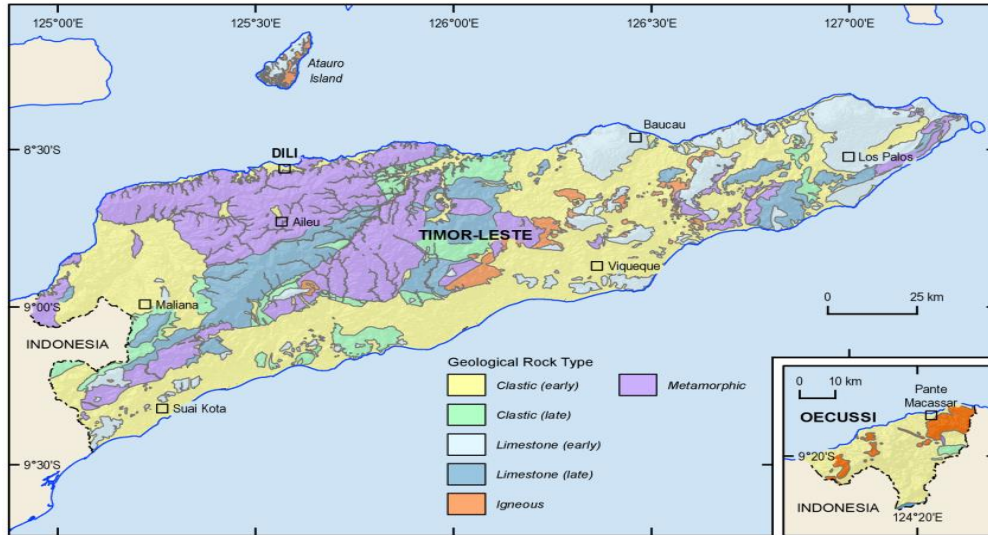 125°00'E
125°30'E
126°00'E
126°30'E
127°00'E
Atauro
Island
8°30'S
DILI
Baucau
Los Palos
Aileu
TIMOR-LESTE
Viqueque
9°00'S
Maliana
0 25 km
INDONESIA
Geological Rock Type
Clastic (early)
Metamorphic
Clastic (late)
Limestone (early)
Limestone (late)
Igneous
Suai Kota
9°30'S
0 10 km
Pante
Macassar
OECUSSI
9°20'S
INDONESIA
124°20'E